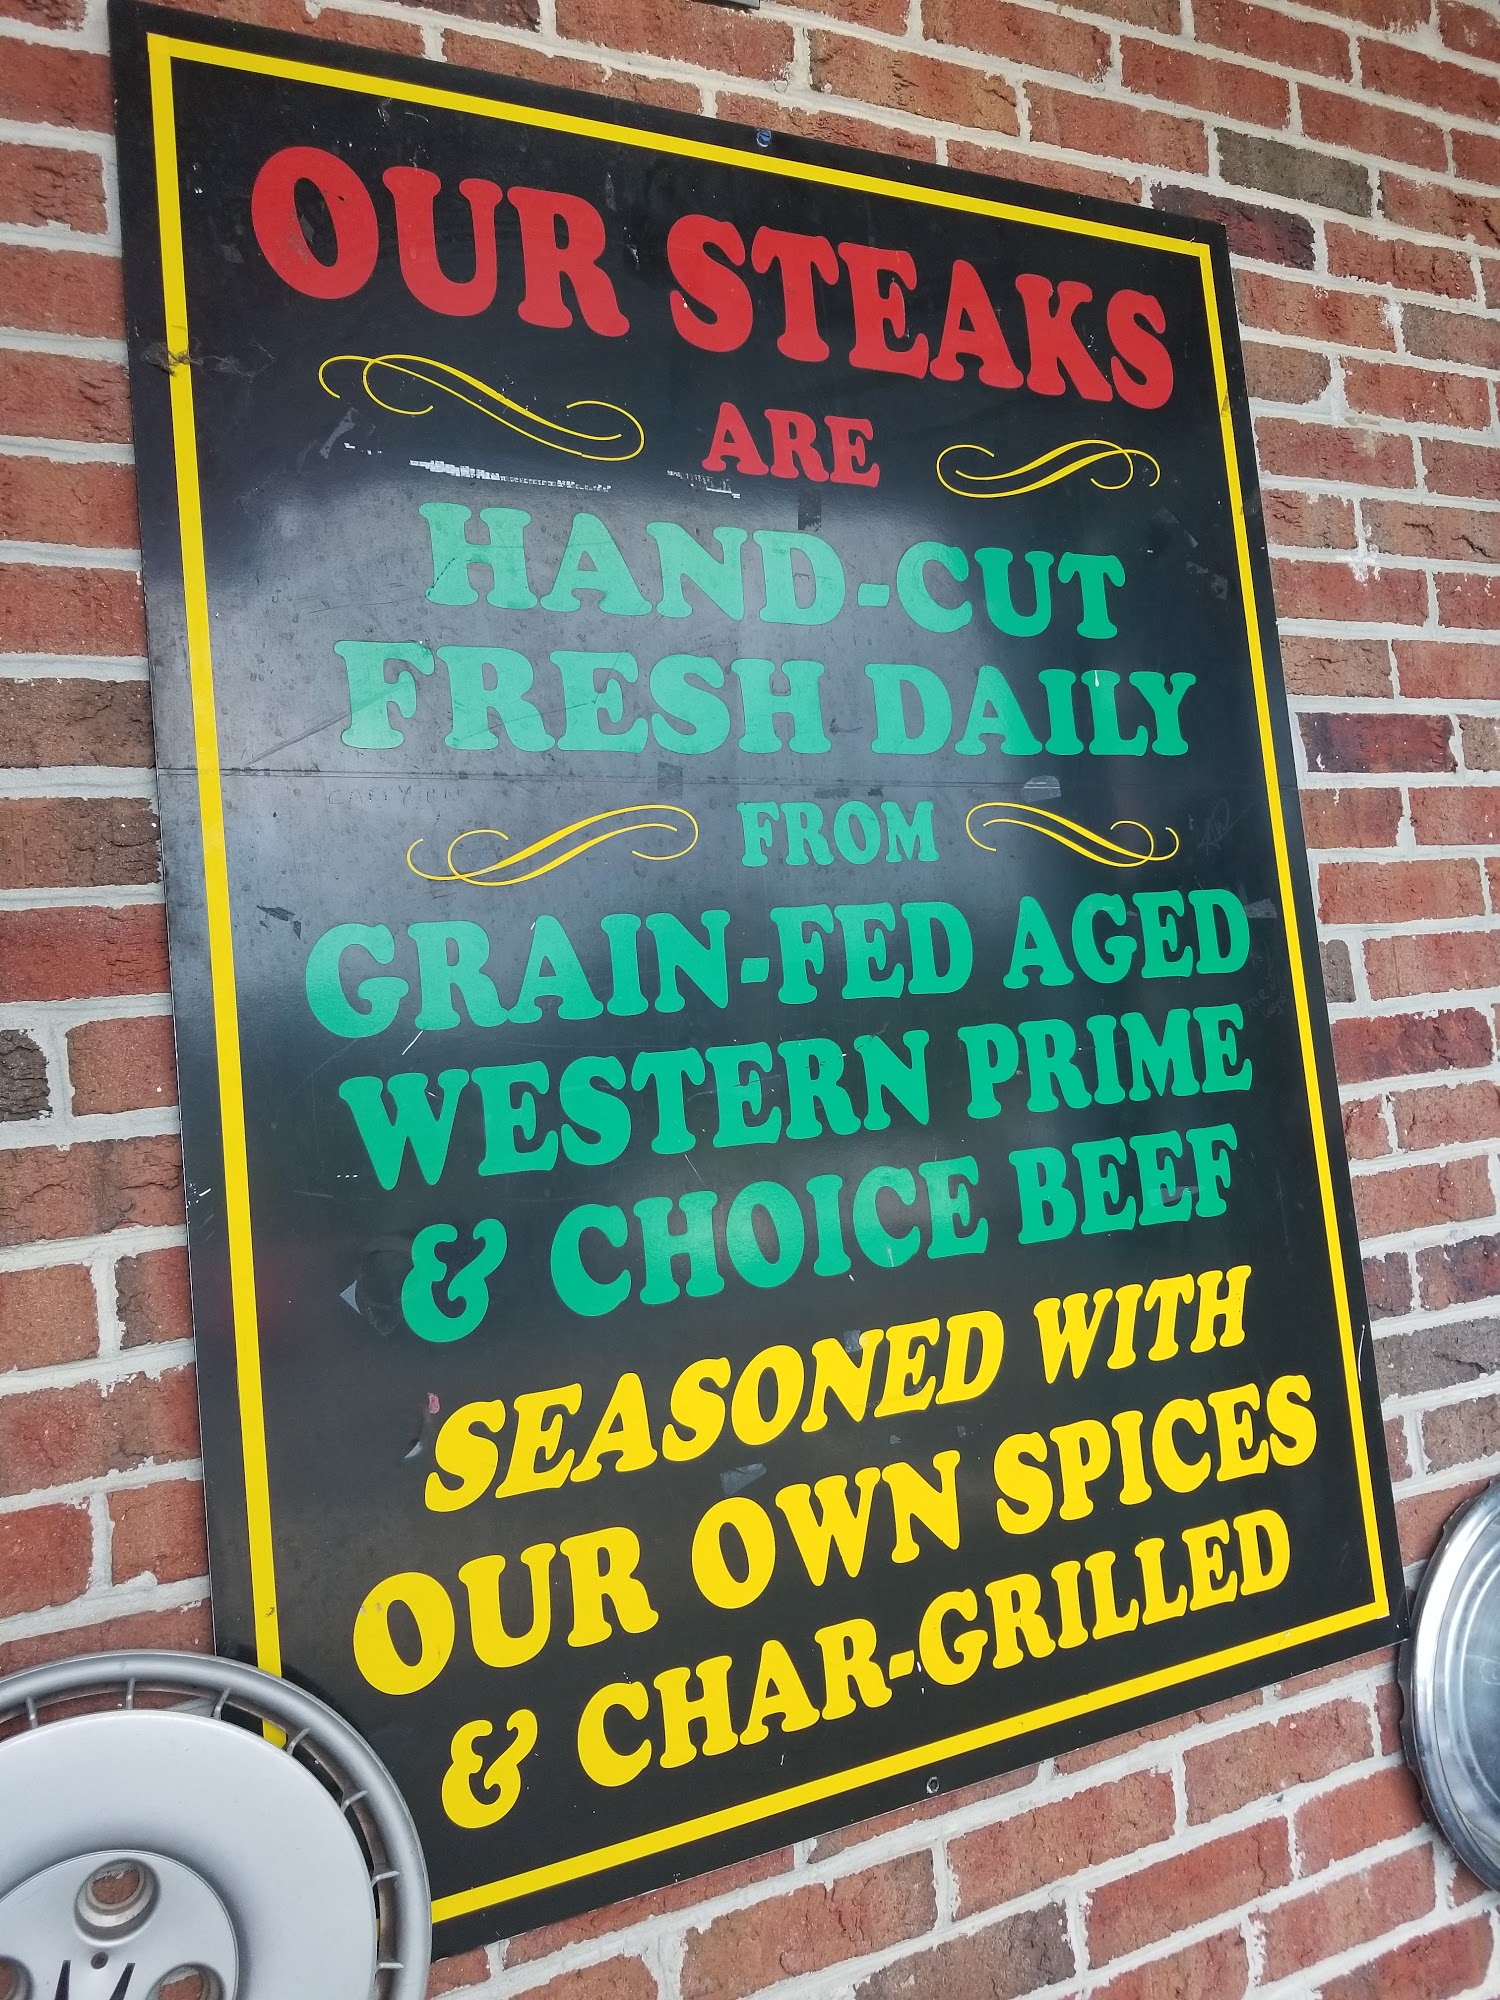 OUR STEAKS
ARE
HAND-CUT
FRESH DAILY
FROM
GRAIN-FED AGED
WESTERN PRIME
& CHOICE BEEF
SEASONED WITH
OUR OWN SPICES
& CHAR-GRILLED